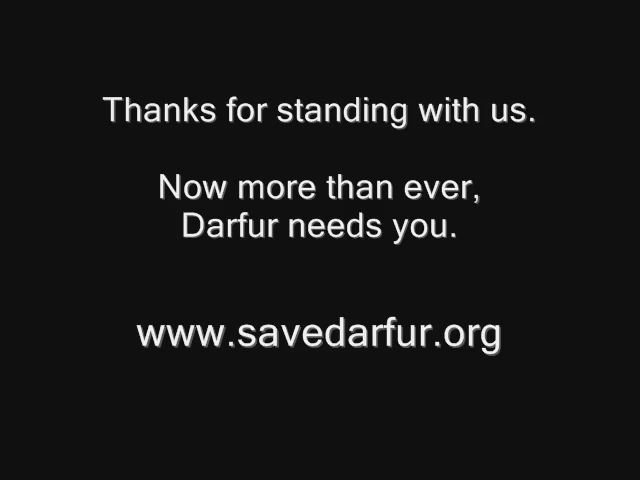 Thanks for standing with us.
Now more than ever,
Darfur needs you.
www.savedarfur.org